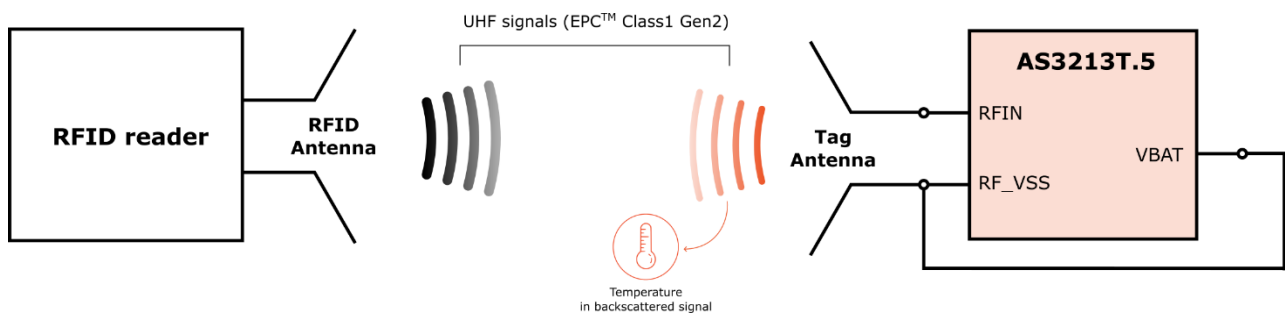 UHF signals (EPC™ Class1 Gen2)
RFID reader
RFID
Antenna
Tag
Antenna
AS3213T.5
RFIN
VBAT
RF_VSS
Temperature
in backscattered signal